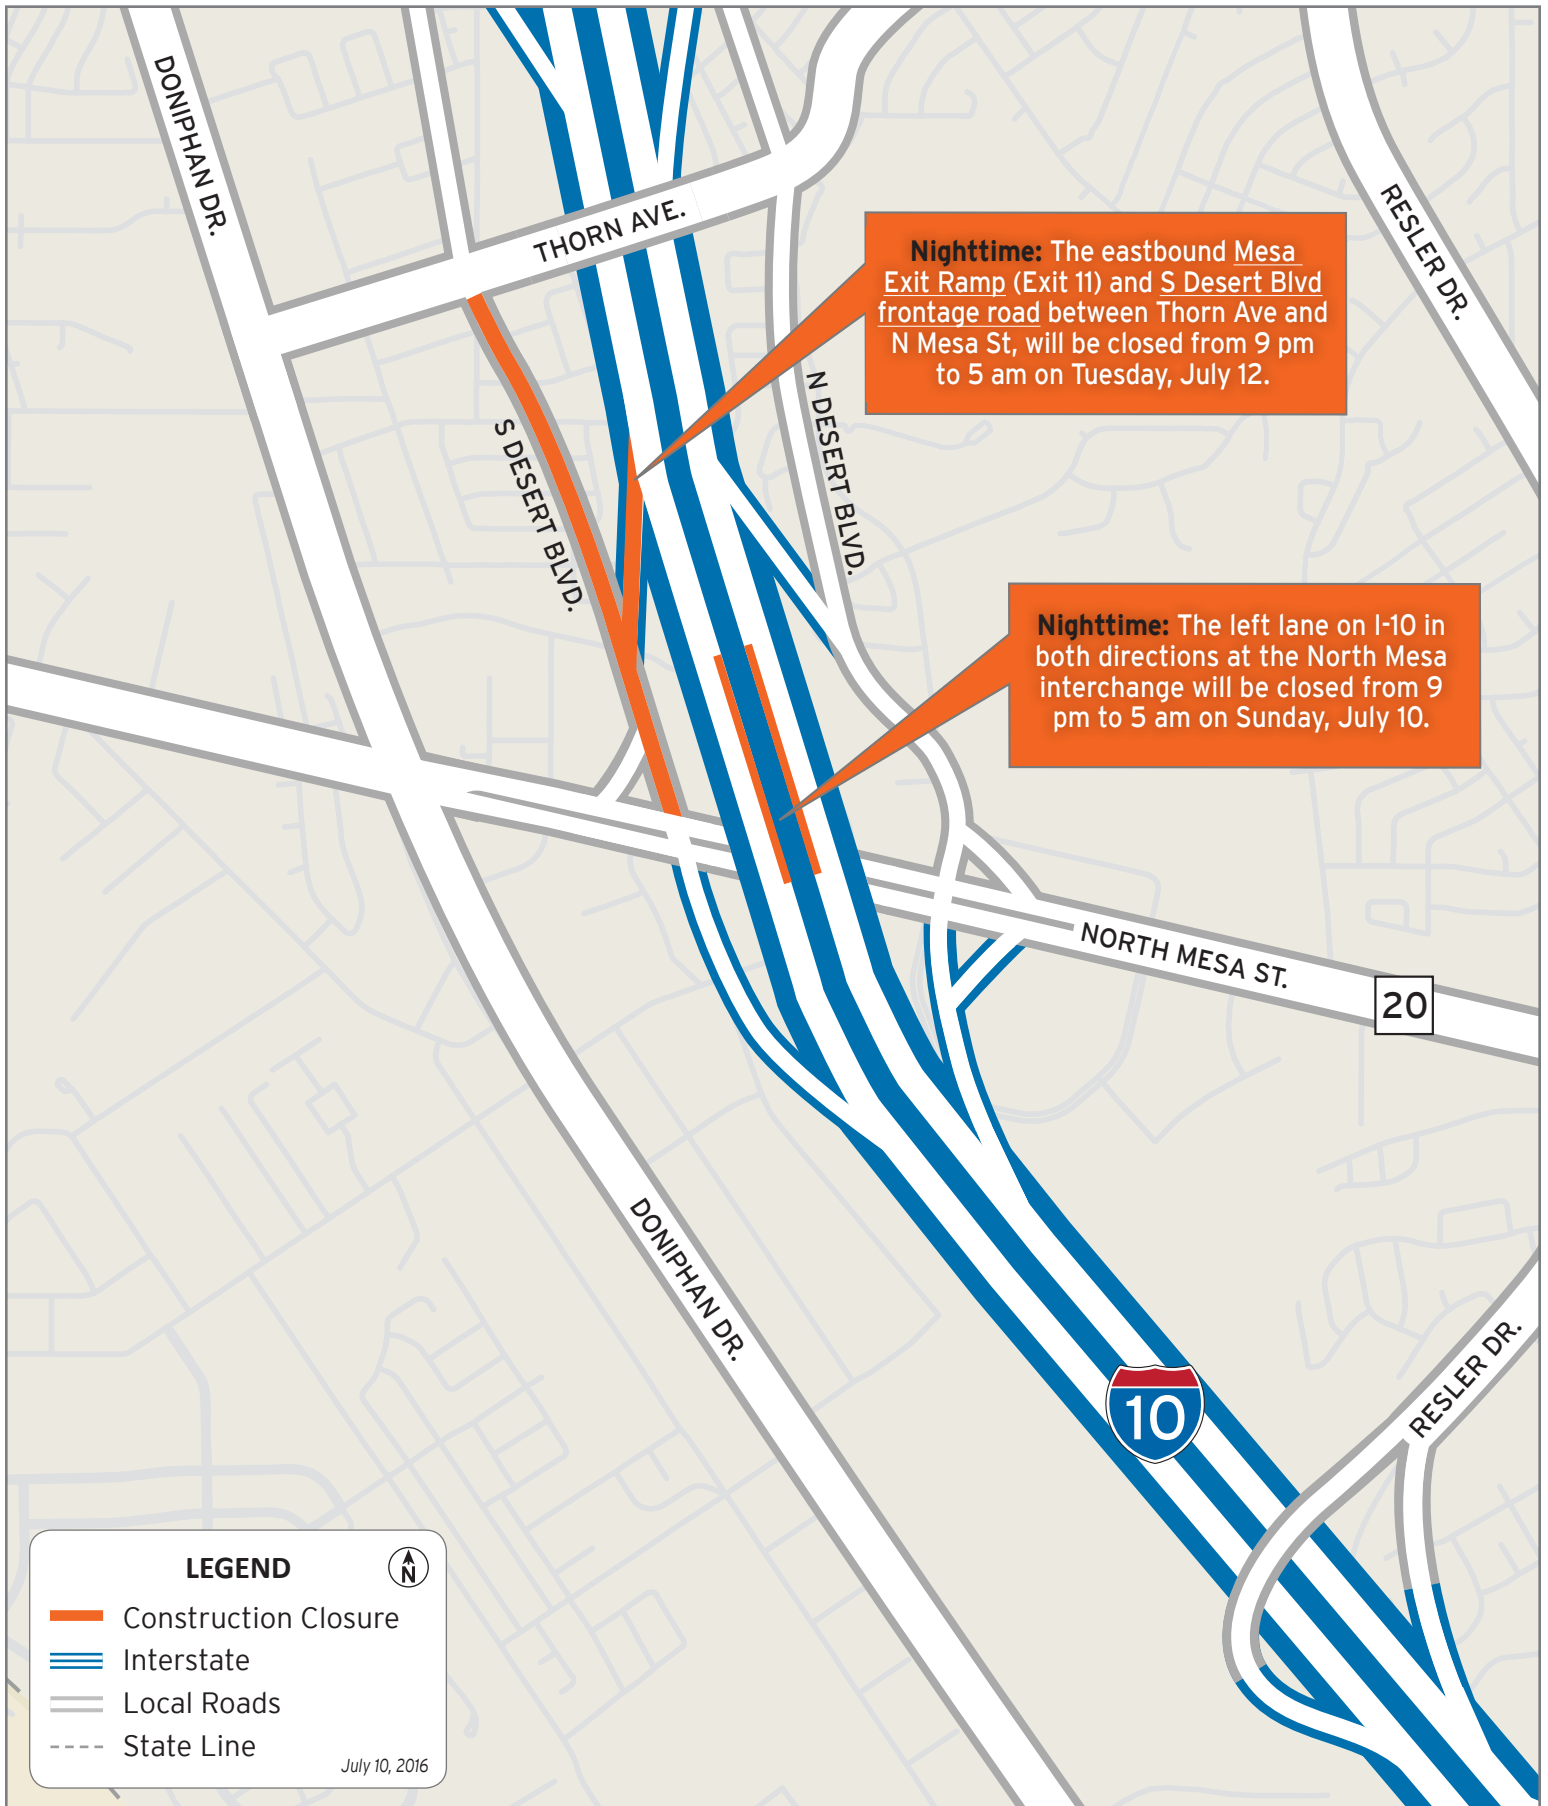 DONIPHAN DR.
THORN AVE.
RESLER DR.
Nighttime: The eastbound Mesa
Exit Ramp (Exit 11) and S Desert Blvd
frontage road between Thorn Ave and
N Mesa St, will be closed from 9 pm
to 5 am on Tuesday, July 12.
S DESERT BLVD.
N DESERT BLVD.
Nighttime: The left lane on I-10 in
both directions at the North Mesa
interchange will be closed from 9
pm to 5 am on Sunday, July 10.
NORTH MESA ST.
20
DONIPHAN DR.
10
RESLER DR.
LEGEND
N
Construction Closure
Interstate
Local Roads
State Line
July 10, 2016